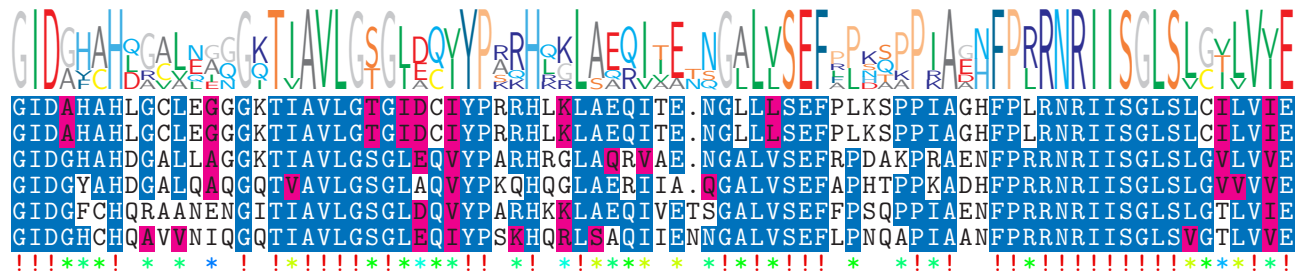 GIDAHAHLGCLEGGGKTIAVLGTGIDCIYPRRHLKLAEQITE.NGLLLSEFPLKSPPIAGHFPLRNRIISGLSLCILVIE
GIDAHAHLGCLEGGGKTIAVLGTGIDCIYPRRHLKLAEQITE.NGLLLSEFPLKSPPIAGHFPLRNRIISGLSLCILVIE
GIDGHAHDGALLAGGKTIAVLGSGLEQVYPARHRGLAQRVAE.NGALVSEFRPDAKPRAENFPRRNRIISGLSLGVLVVE
GIDGYAHDGALQAQGQTVAVLGSGLAQVYPKQHQGLAERIIA.QGALVSEFAPHTPPKADHFPRRNRIISGLSLGVVVVE
GIDGFCHQRAANENGITIAVLGSGLDQVYPARHKKLAEQIVETSGALVSEFFPSQPPIAENFPRRNRIISGLSLGTLVIE
GIDGHCHQAVVNIQGQTIAVLGSGLEQIYPSKHQRLSAQIIENNGALVSEFLPNQAPIAANFPRRNRIISGLSVGTLVVE